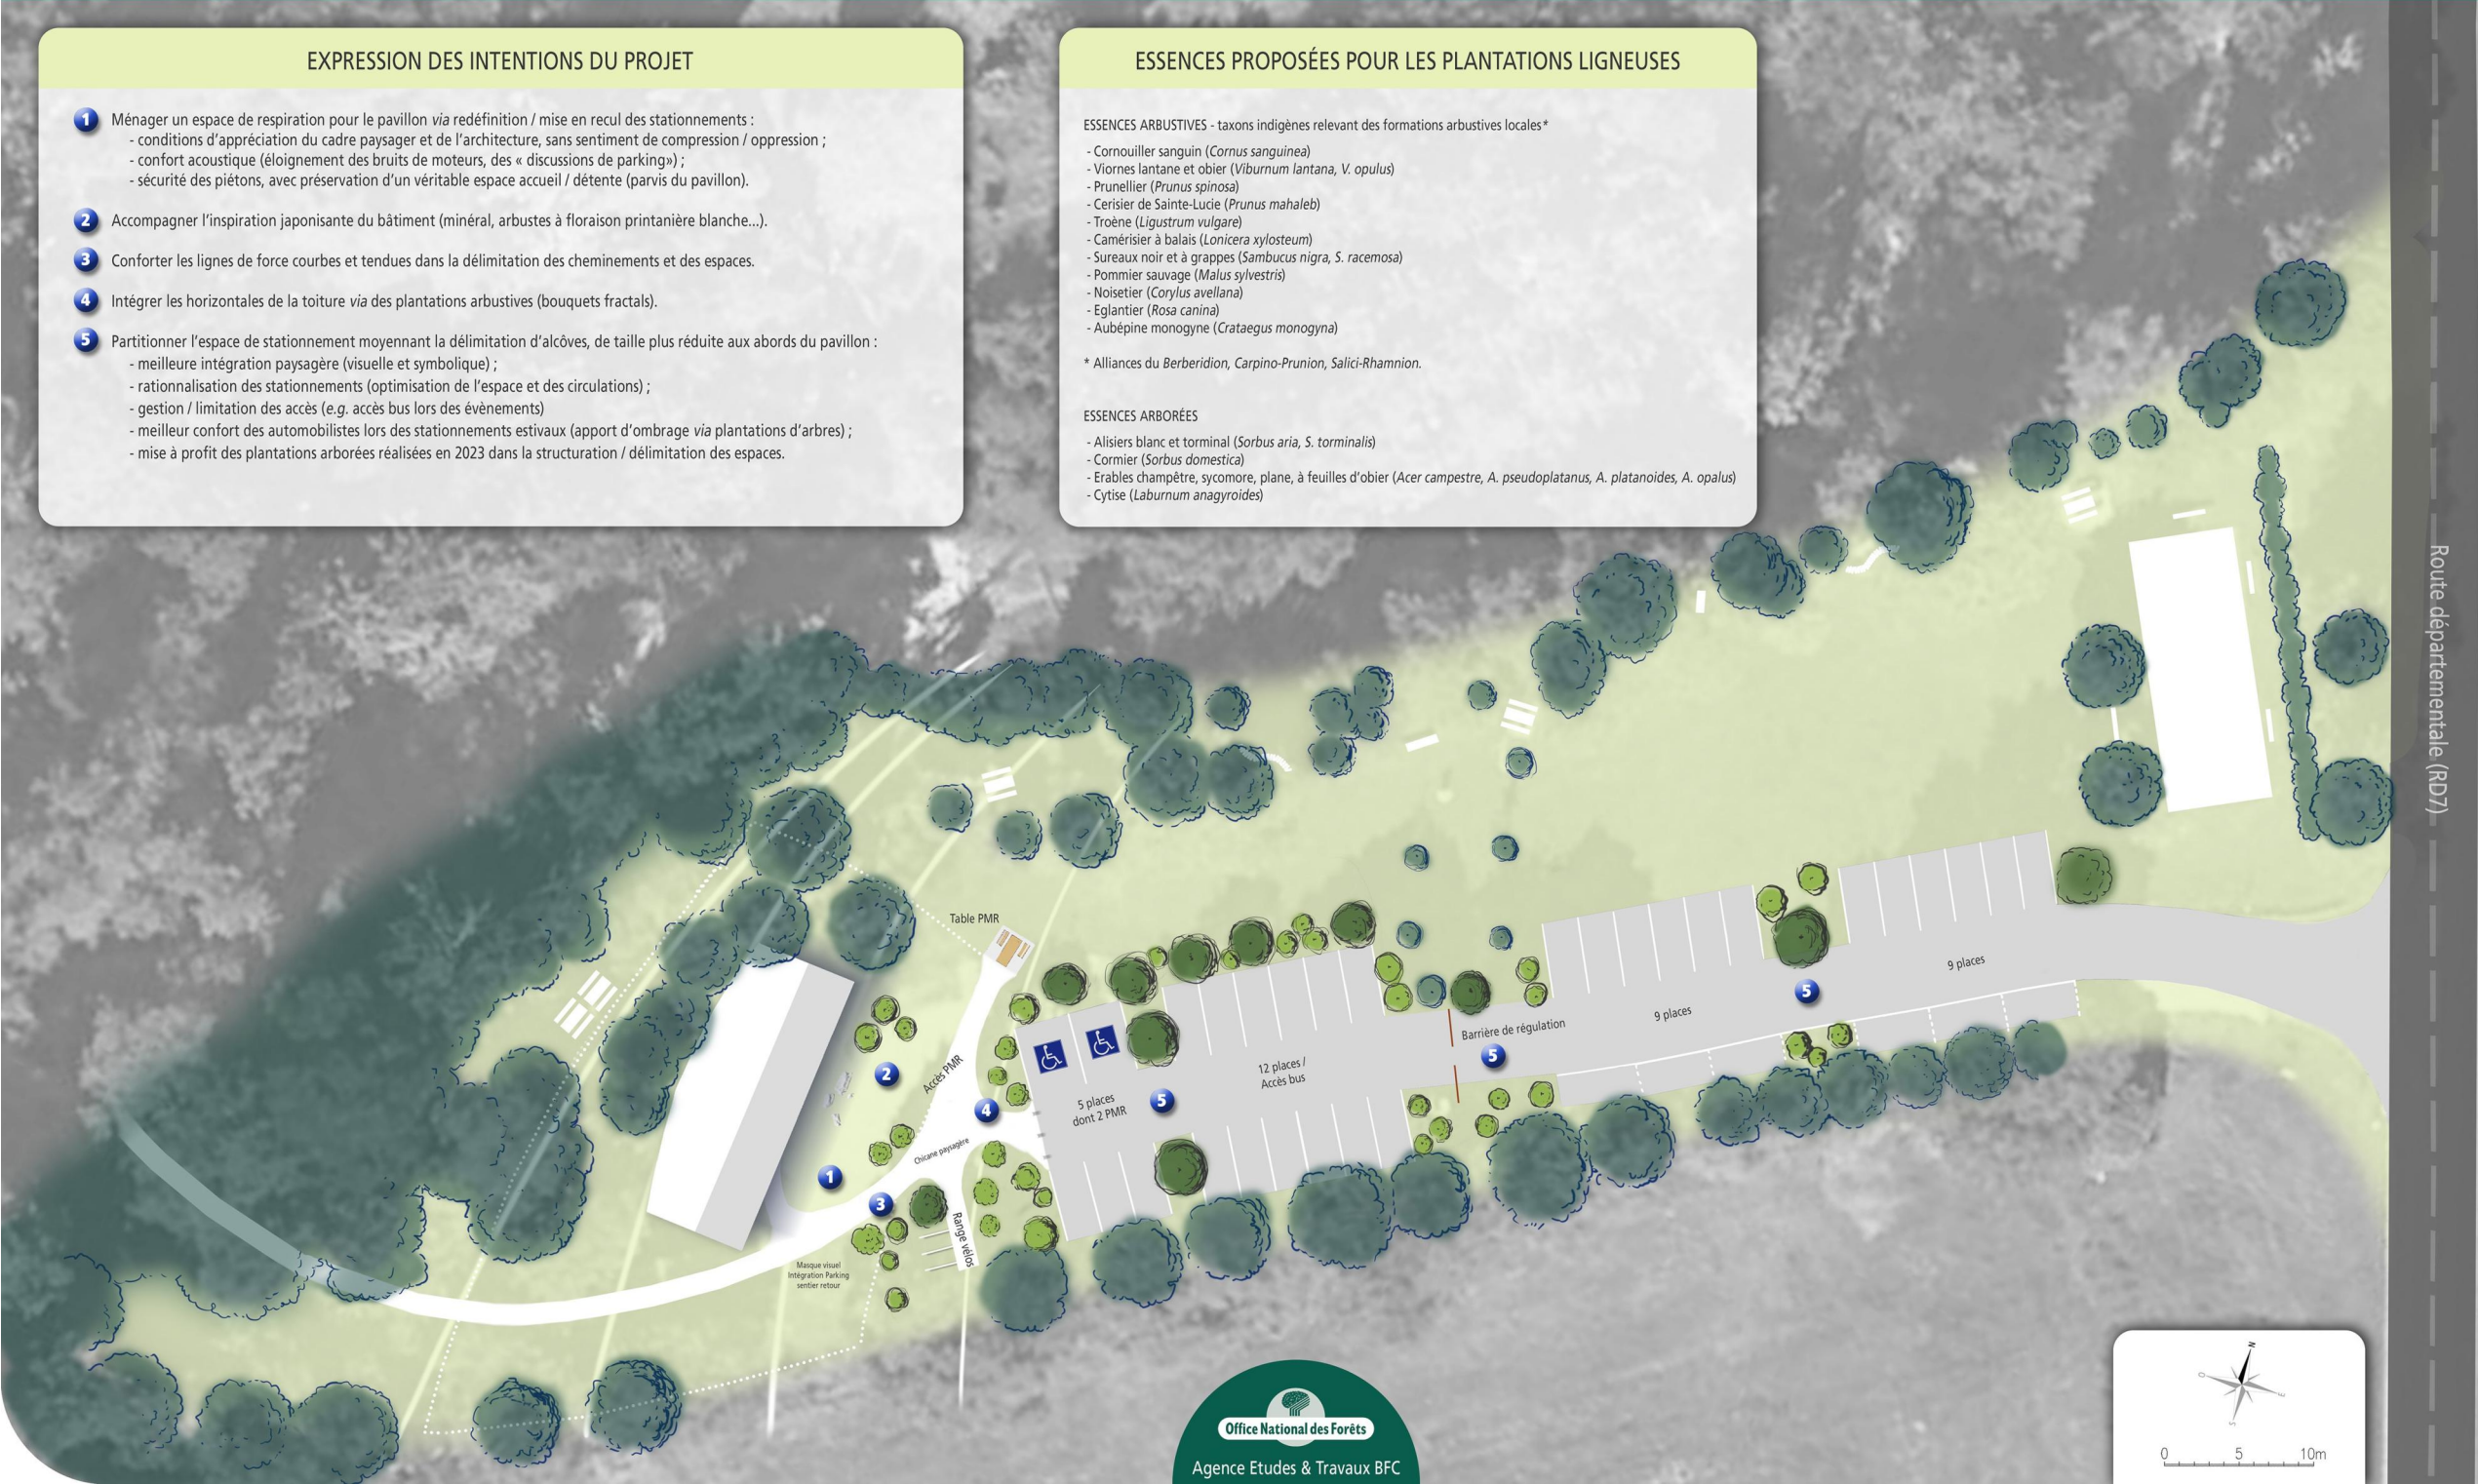 EXPRESSION DES INTENTIONS DU PROJET
1 Ménager un espace de respiration pour le pavillon via redéfinition / mise en recul des stationnements :
- conditions d'appréciation du cadre paysager et de l'architecture, sans sentiment de compression / oppression ;
- confort acoustique (éloignement des bruits de moteurs, des « discussions de parking») ;
- sécurité des piétons, avec préservation d'un véritable espace accueil / détente (parvis du pavillon).
2 Accompagner l'inspiration japonisante du bâtiment (minéral, arbustes à floraison printanière blanche...).
3 Conforter les lignes de force courbes et tendues dans la délimitation des cheminements et des espaces.
4 Intégrer les horizontales de la toiture via des plantations arbustives (bouquets fractals).
5 Partitionner l'espace de stationnement moyennant la délimitation d'alcôves, de taille plus réduite aux abords du pavillon :
- meilleure intégration paysagère (visuelle et symbolique) ;
- rationnalisation des stationnements (optimisation de l'espace et des circulations) ;
- gestion / limitation des accès (e.g. accès bus lors des évènements)
- meilleur confort des automobilistes lors des stationnements estivaux (apport d'ombrage via plantations d'arbres) ;
- mise à profit des plantations arborées réalisées en 2023 dans la structuration / délimitation des espaces.
ESSENCES PROPOSÉES POUR LES PLANTATIONS LIGNEUSES
ESSENCES ARBUSTIVES - taxons indigènes relevant des formations arbustives locales*
- Cornouiller sanguin (Cornus sanguinea)
- Viornes lantane et obier (Viburnum lantana, V. opulus)
- Prunellier (Prunus spinosa)
- Cerisier de Sainte-Lucie (Prunus mahaleb)
- Troène (Ligustrum vulgare)
- Camérisier à balais (Lonicera xylosteum)
- Sureaux noir et à grappes (Sambucus nigra, S. racemosa)
- Pommier sauvage (Malus sylvestris)
- Noisetier (Corylus avellana)
- Eglantier (Rosa canina)
- Aubépine monogyne (Crataegus monogyna)
* Alliances du Berberidion, Carpino-Prunion, Salici-Rhamnion.
ESSENCES ARBORÉES
- Alisiers blanc et torminal (Sorbus aria, S. torminalis)
- Cormier (Sorbus domestica)
- Erables champêtre, sycomore, plane, à feuilles d'obier (Acer campestre, A. pseudoplatanus, A. platanoides, A. opalus)
- Cytise (Laburnum anagyroides)
Route départementale (RD7)
Table PMR
9 places
5
9 places
Barrière de régulation
5
12 places /
Accès bus
5
5 places
dont 2 PMR
Accès PMR
2
4
Chicane paysagère
1
3
Range vélos
Masque visuel
Intégration Parking
sentier retour
Office National des Forêts
Agence Etudes & Travaux BFC
N
O
E
S
0 5 10m